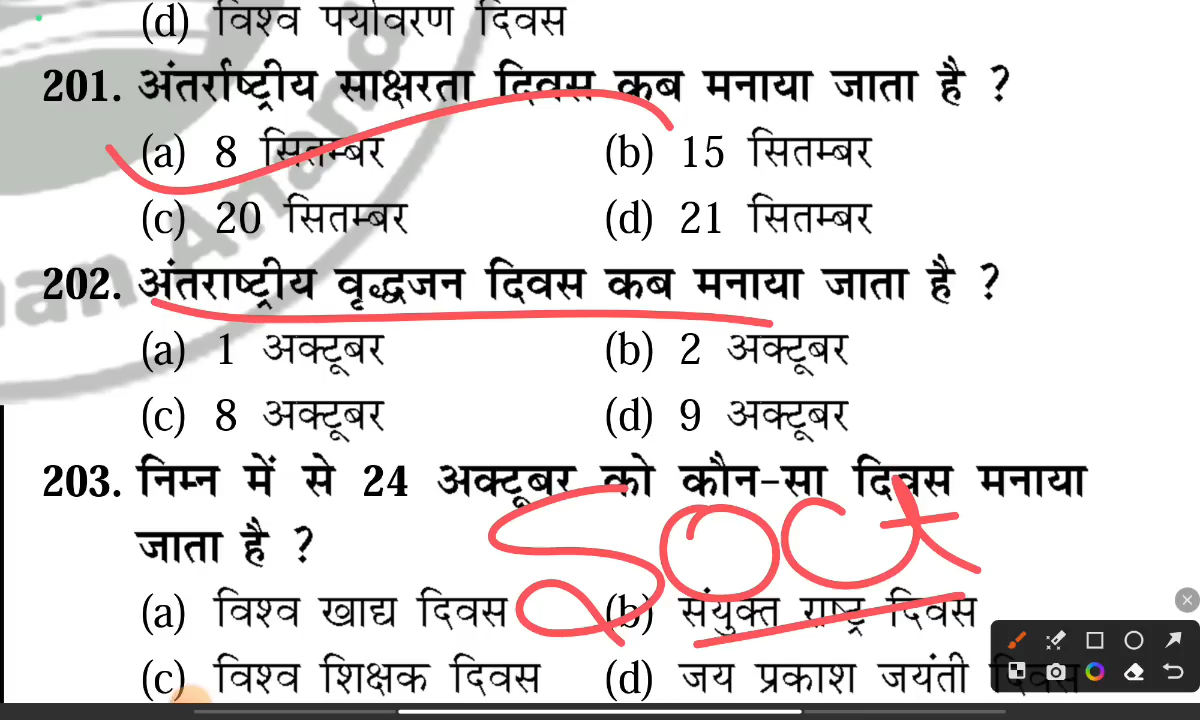 (d) विश्व पर्यावरण दिवस
201. अंतर्राष्ट्रीय साक्षरता दिवस कब मनाया जाता है ?
(a) 8 सितम्बर (b) 15 सितम्बर
(c) 20 सितम्बर (d) 21 सितम्बर
202. अंतराष्ट्रीय वृद्धजन दिवस कब मनाया जाता है ?
(a) 1 अक्टूबर (b) 2 अक्टूबर
(c) 8 अक्टूबर (d) 9 अक्टूबर
203. निम्न में से 24 अक्टूबर को कौन-सा दिवस मनाया
जाता है ?
Oct
(a) विश्व खाद्य दिवस (b) संयुक्त राष्ट्र दिवस
(c) विश्व शिक्षक दिवस (d) जय प्रकाश जयंती दिवस